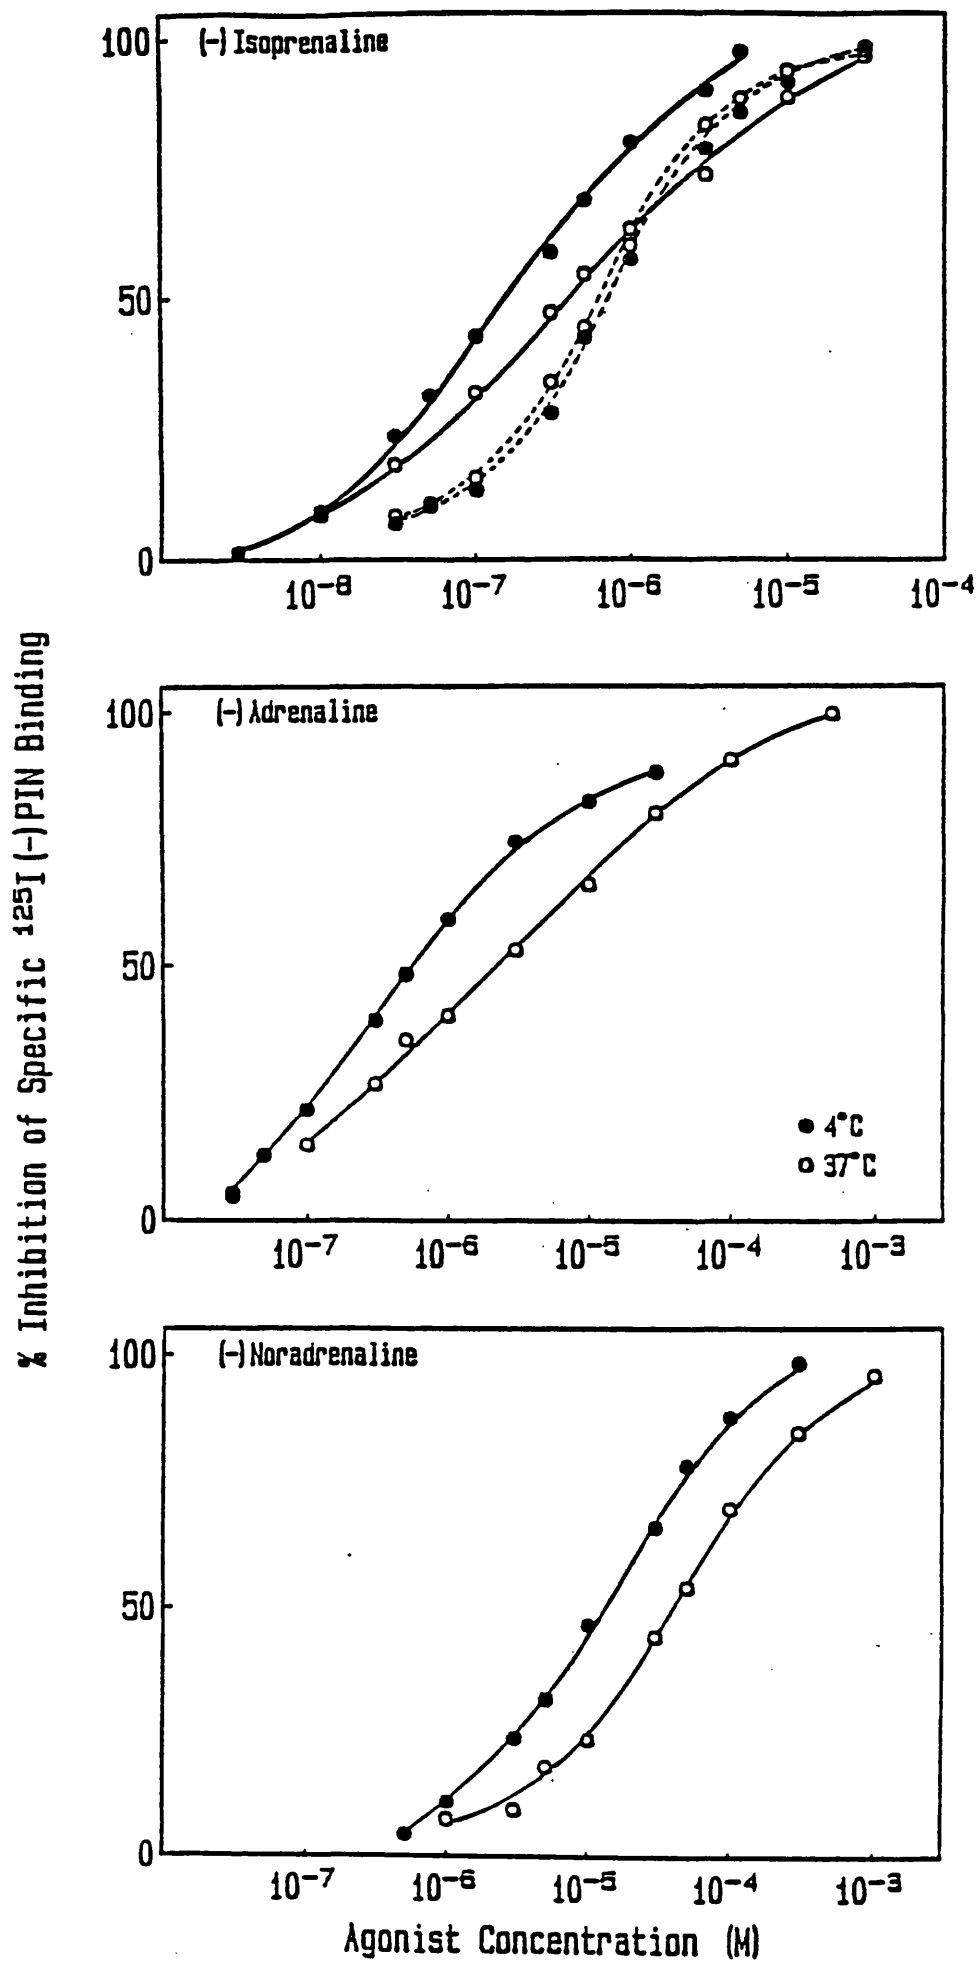 % Inhibition of Specific ¹²⁵I (-) PIN Binding
(-) Isoprenaline
100
50
0
10⁻⁸ 10⁻⁷ 10⁻⁶ 10⁻⁵ 10⁻⁴
(-) Adrenaline
100
50
0
4°C
37°C
10⁻⁷ 10⁻⁶ 10⁻⁵ 10⁻⁴ 10⁻³
(-) Noradrenaline
100
50
0
10⁻⁷ 10⁻⁶ 10⁻⁵ 10⁻⁴ 10⁻³
Agonist Concentration (M)